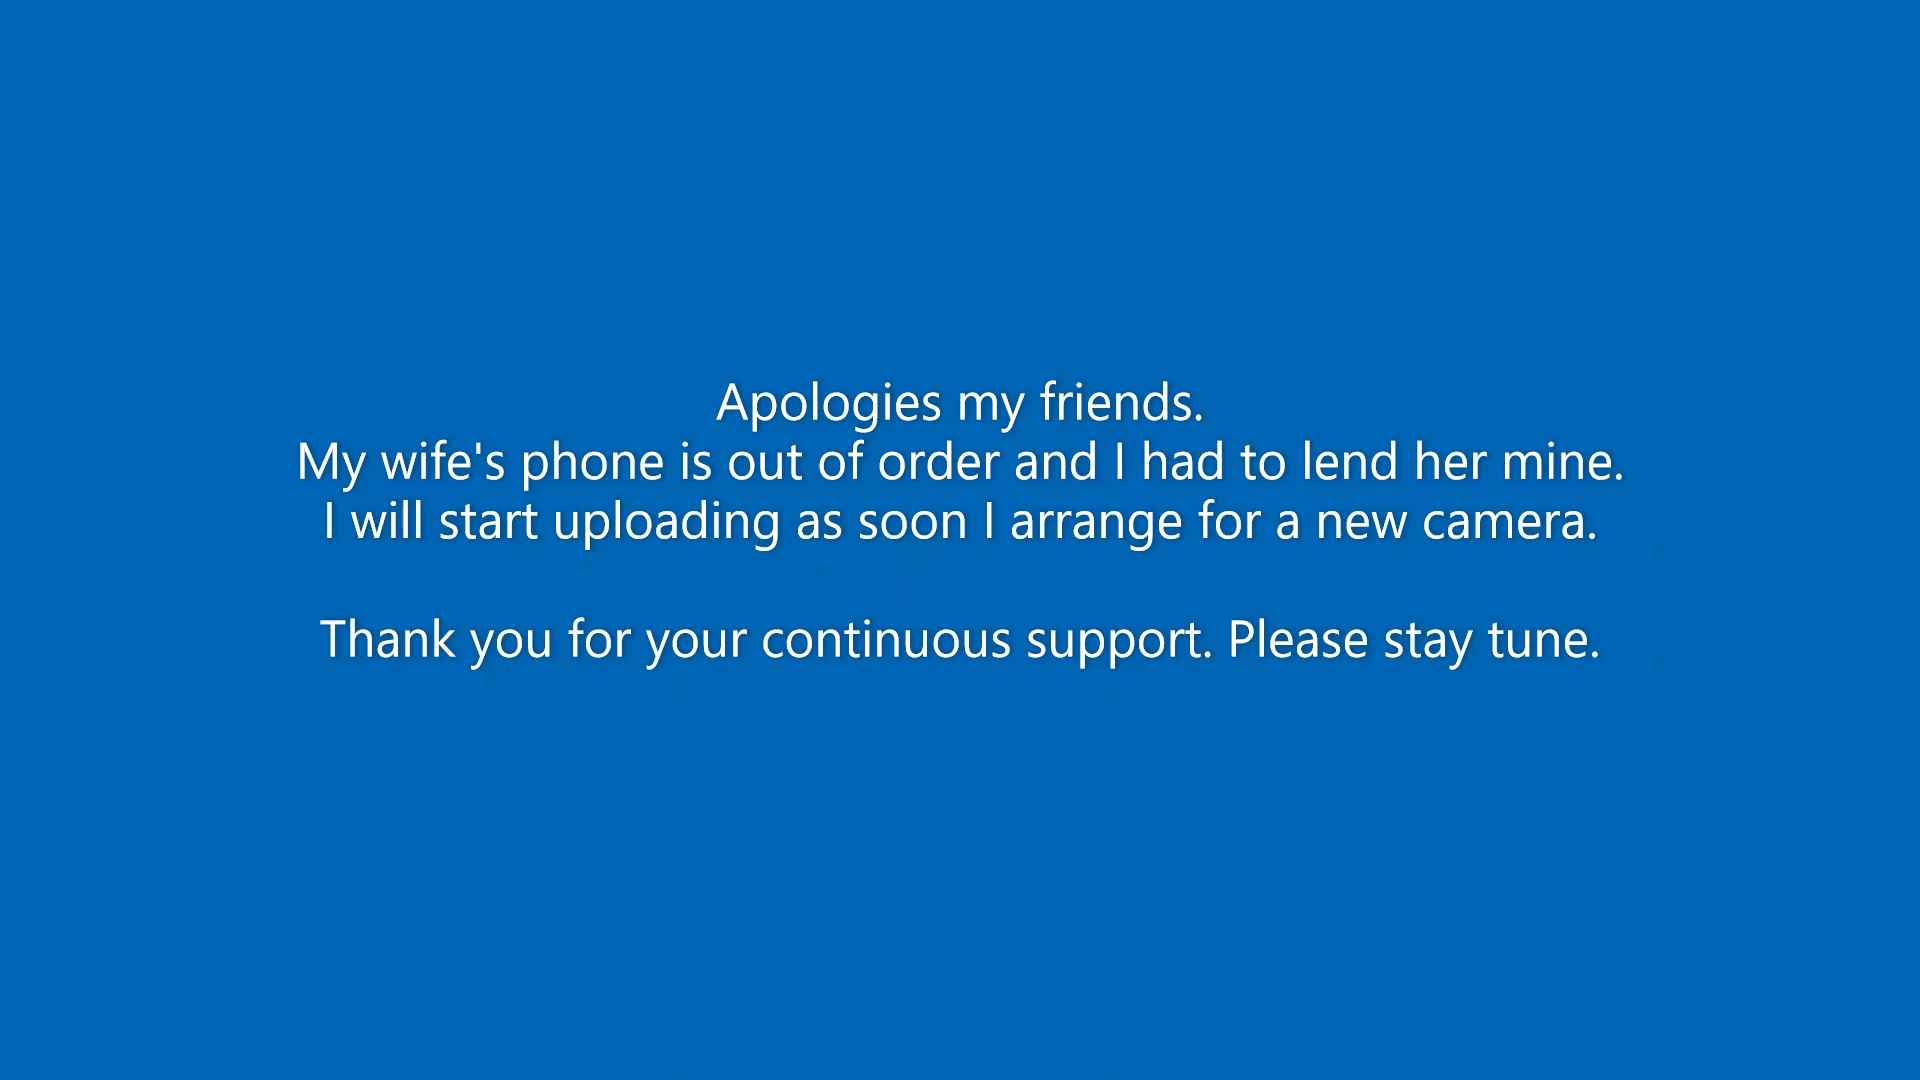 Apologies my friends.
My wife's phone is out of order and I had to lend her mine.
I will start uploading as soon I arrange for a new camera.
Thank you for your continuous support. Please stay tune.